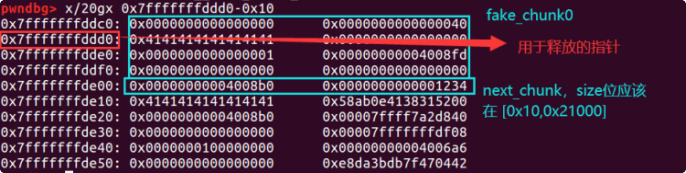 pwndbg> x/20gx 0x7fffffffddd0-0x10
0x7fffffffddc0: 0x0000000000000000 0x0000000000000040 fake_chunk0
0x7fffffffddd0: 0x4141414141414141 0x0000000000000000 用于释放的指针
0x7fffffffdde0: 0x0000000000000001 0x00000000004008fd
0x7fffffffddf0: 0x0000000000000000 0x0000000000000000
0x7fffffffde00: 0x00000000004008b0 0x0000000000001234 next_chunk，size位应该
0x7fffffffde10: 0x4141414141414141 0x58ab0e4138315200 在 [0x10,0x21000]
0x7fffffffde20: 0x00000000004008b0 0x00007ffff7a2d840
0x7fffffffde30: 0x0000000000000000 0x00007fffffffdf08
0x7fffffffde40: 0x0000000100000000 0x00000000004006a6
0x7fffffffde50: 0x0000000000000000 0xe8da3bdb7f470442